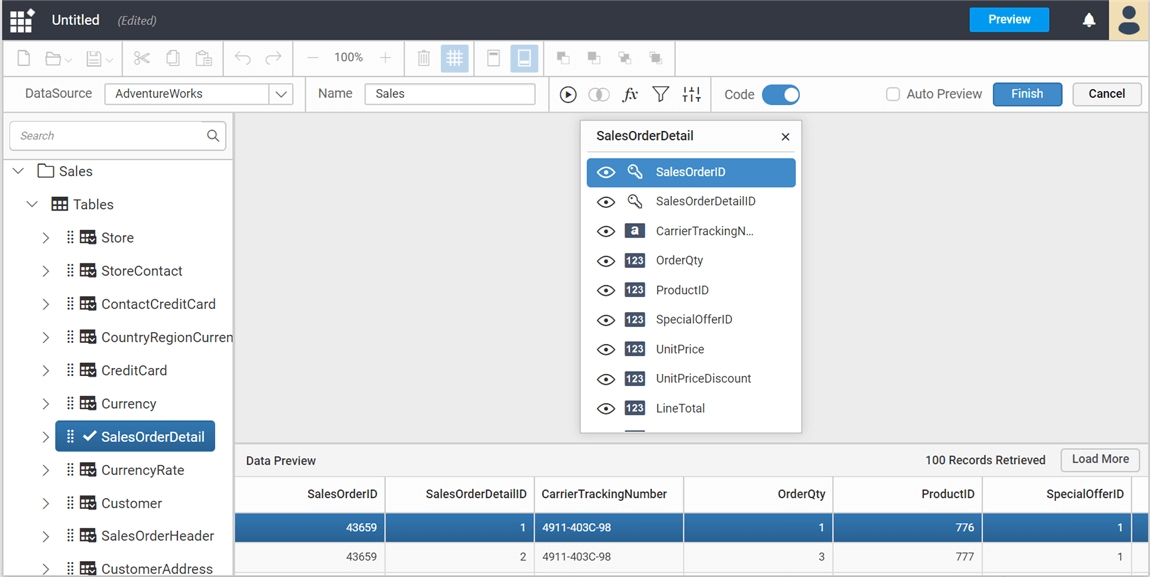 Untitled (Edited) Preview
100%
DataSource AdventureWorks Name Sales fx Code Auto Preview Finish Cancel
Search
Sales
Tables
Store
StoreContact
ContactCreditCard
CountryRegionCurren
CreditCard
Currency
SalesOrderDetail
CurrencyRate
Customer
SalesOrderHeader
CustomerAddress
SalesOrderDetail
SalesOrderID
SalesOrderDetailID
a CarrierTrackingN...
123 OrderQty
123 ProductID
123 SpecialOfferID
123 UnitPrice
123 UnitPriceDiscount
123 LineTotal
Data Preview 100 Records Retrieved Load More
SalesOrderID SalesOrderDetailID CarrierTrackingNumber OrderQty ProductID SpecialOfferID
43659 1 4911-403C-98 1 776 1
43659 2 4911-403C-98 3 777 1